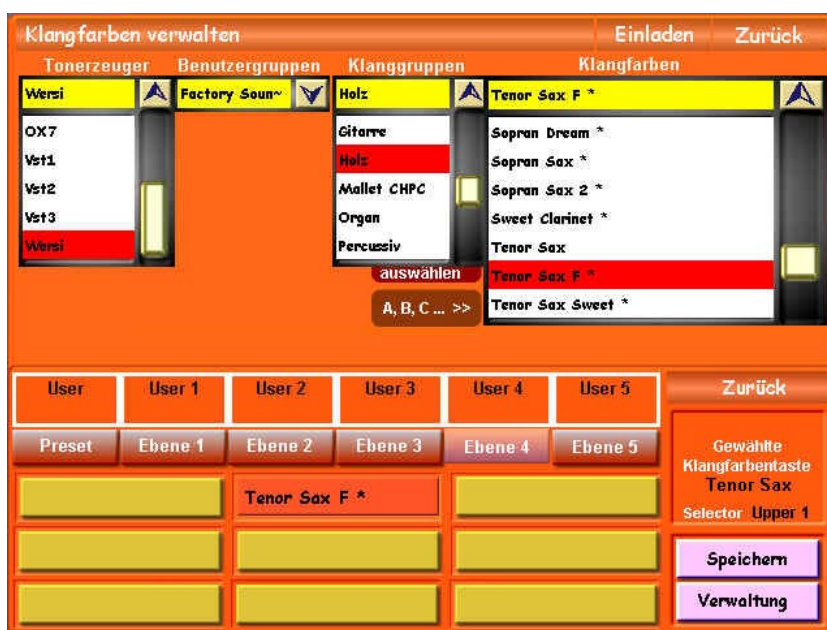 Klangfarben verwalten Einladen Zurück
Tonerzeuger Benutzergruppen Klanggruppen Klangfarben
Wersi Factory Soun~ Holz Tenor Sax F *
OX7 Gitarre Sopran Dream *
Vst1 Holz Sopran Sax *
Vst2 Mallet CHPC Sopran Sax 2 *
Vst3 Organ Sweet Clarinet *
Wersi Percussiv Tenor Sax
auswählen Tenor Sax F *
A, B, C ... >> Tenor Sax Sweet *
User User 1 User 2 User 3 User 4 User 5 Zurück
Preset Ebene 1 Ebene 2 Ebene 3 Ebene 4 Ebene 5
Gewählte
Klangfarbentaste
Tenor Sax
Selector Upper 1
Tenor Sax F *
Speichern
Verwaltung